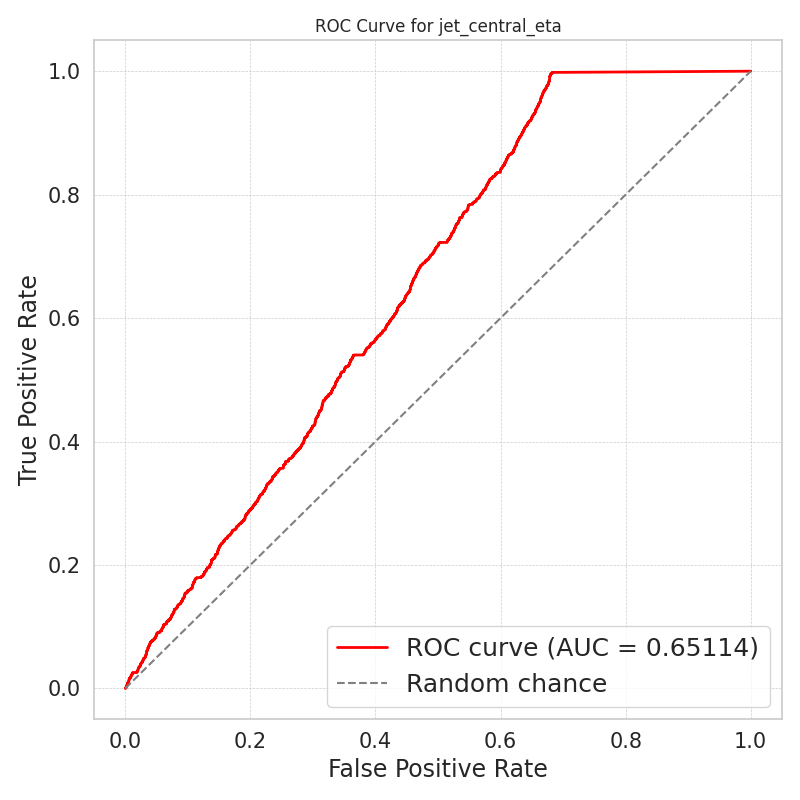 ROC Curve for jet_central_eta
1.0
0.8
0.6
0.4
0.2
0.0
True Positive Rate
ROC curve (AUC = 0.65114)
Random chance
0.0 0.2 0.4 0.6 0.8 1.0
False Positive Rate